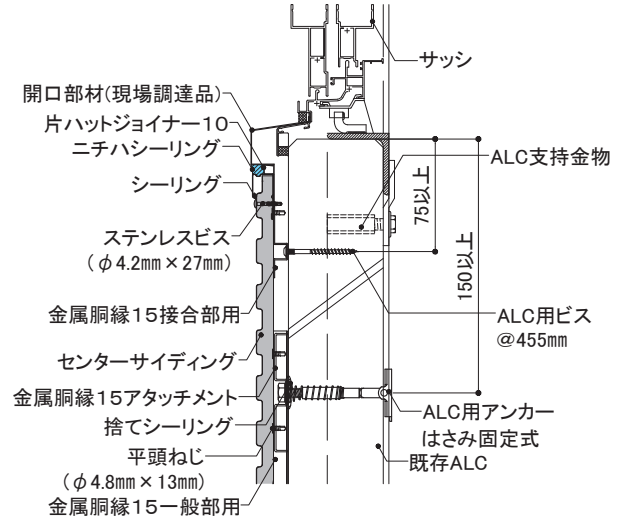 サッシ
開口部材(現場調達品)
片ハットジョイナー10
ニチハシーリング
シーリング
ステンレスビス
(φ4.2mm×27mm)
金属胴縁15接合部用
センターサイディング
金属胴縁15アタッチメント
捨てシーリング
平頭ねじ
(φ4.8mm×13mm)
金属胴縁15一般部用
ALC支持金物
75以上
150以上
ALC用ビス
@455mm
ALC用アンカー
はさみ固定式
既存ALC